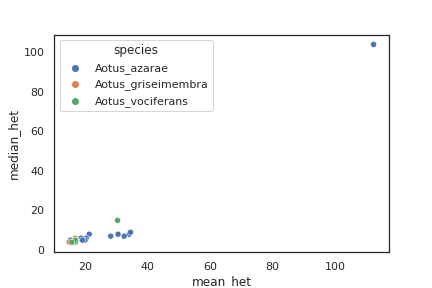 species
Aotus_azarae
Aotus_griseimembra
Aotus_vociferans
median_het
100
80
60
40
20
0
20
40
60
80
100
mean_het